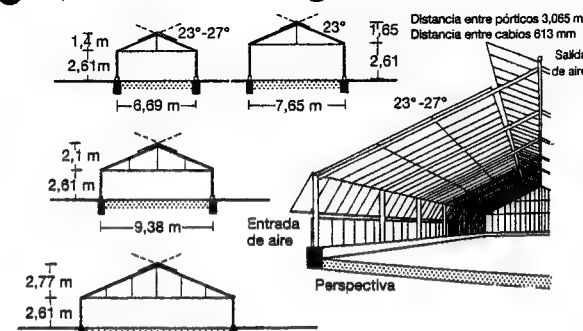 Distancia entre pórticos 3,065 m
Distancia entre cabios 613 mm
1,4 m
2,61 m
23°-27°
6,69 m
23°
1,65
2,61
7,65 m
Salida
de aire
23°-27°
2,1 m
2,61 m
9,38 m
Entrada
de aire
Perspectiva
2,77 m
2,61 m